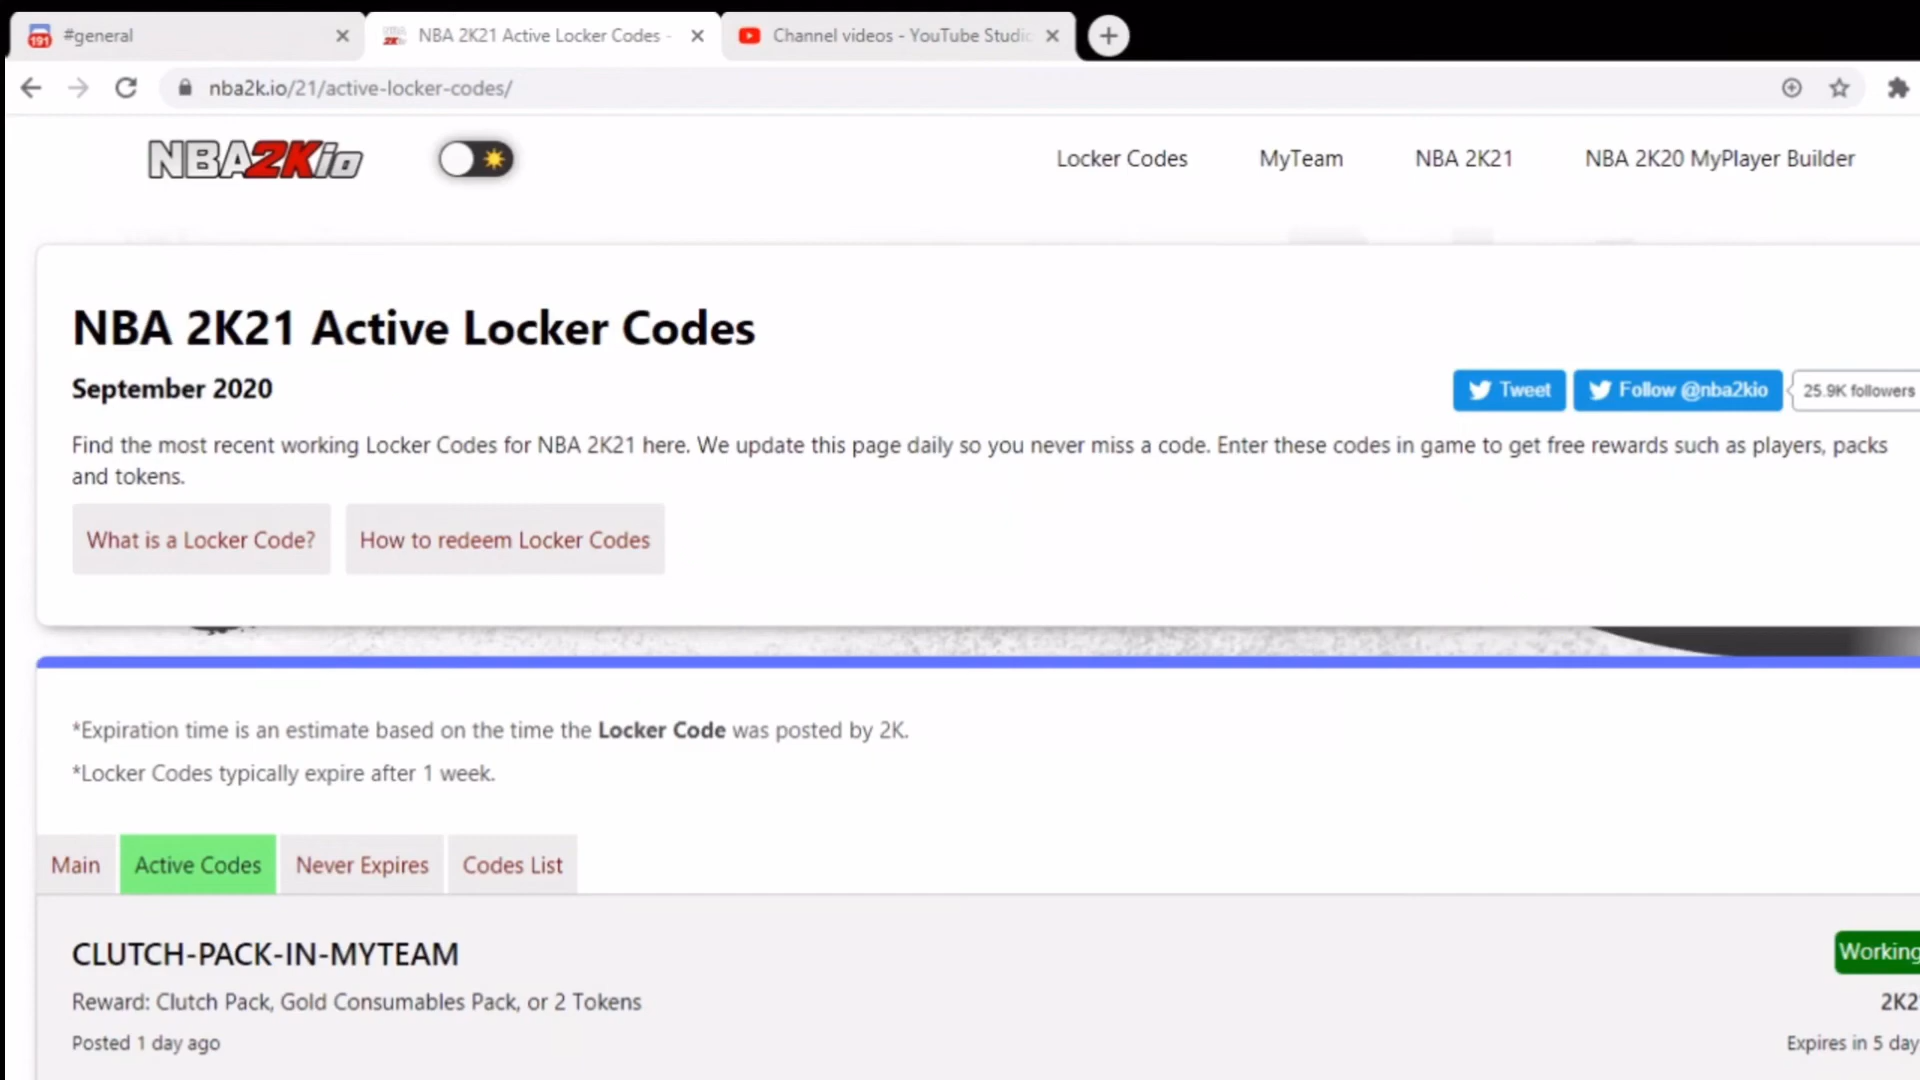 191 #general
NBA 2K21 Active Locker Codes -
Channel videos - YouTube Studio
nba2k.io/21/active-locker-codes/
NBA2Kio
Locker Codes
MyTeam
NBA 2K21
NBA 2K20 MyPlayer Builder
NBA 2K21 Active Locker Codes
September 2020
Tweet
Follow @nba2kio
25.9K followers
Find the most recent working Locker Codes for NBA 2K21 here. We update this page daily so you never miss a code. Enter these codes in game to get free rewards such as players, packs
and tokens.
What is a Locker Code?
How to redeem Locker Codes
*Expiration time is an estimate based on the time the Locker Code was posted by 2K.
*Locker Codes typically expire after 1 week.
Main
Active Codes
Never Expires
Codes List
CLUTCH-PACK-IN-MYTEAM
Working
Reward: Clutch Pack, Gold Consumables Pack, or 2 Tokens
2K2
Posted 1 day ago
Expires in 5 day